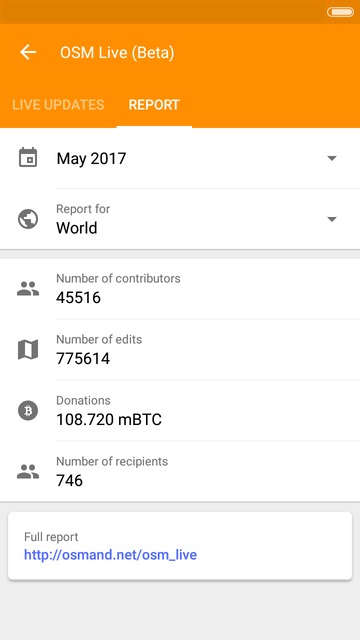 OSM Live (Beta)
LIVE UPDATES REPORT
May 2017
Report for
World
Number of contributors
45516
Number of edits
775614
Donations
108.720 mBTC
Number of recipients
746
Full report
http://osmand.net/osm_live